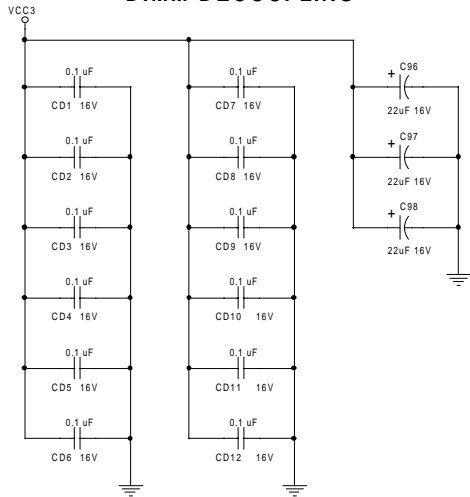 DIMM DECOUPLING
VCC3
0.1 uF
CD1 16V
0.1 uF
CD2 16V
0.1 uF
CD3 16V
0.1 uF
CD4 16V
0.1 uF
CD5 16V
0.1 uF
CD6 16V
0.1 uF
CD7 16V
0.1 uF
CD8 16V
0.1 uF
CD9 16V
0.1 uF
CD10 16V
0.1 uF
CD11 16V
0.1 uF
CD12 16V
+ C96
22uF 16V
+ C97
22uF 16V
+ C98
22uF 16V